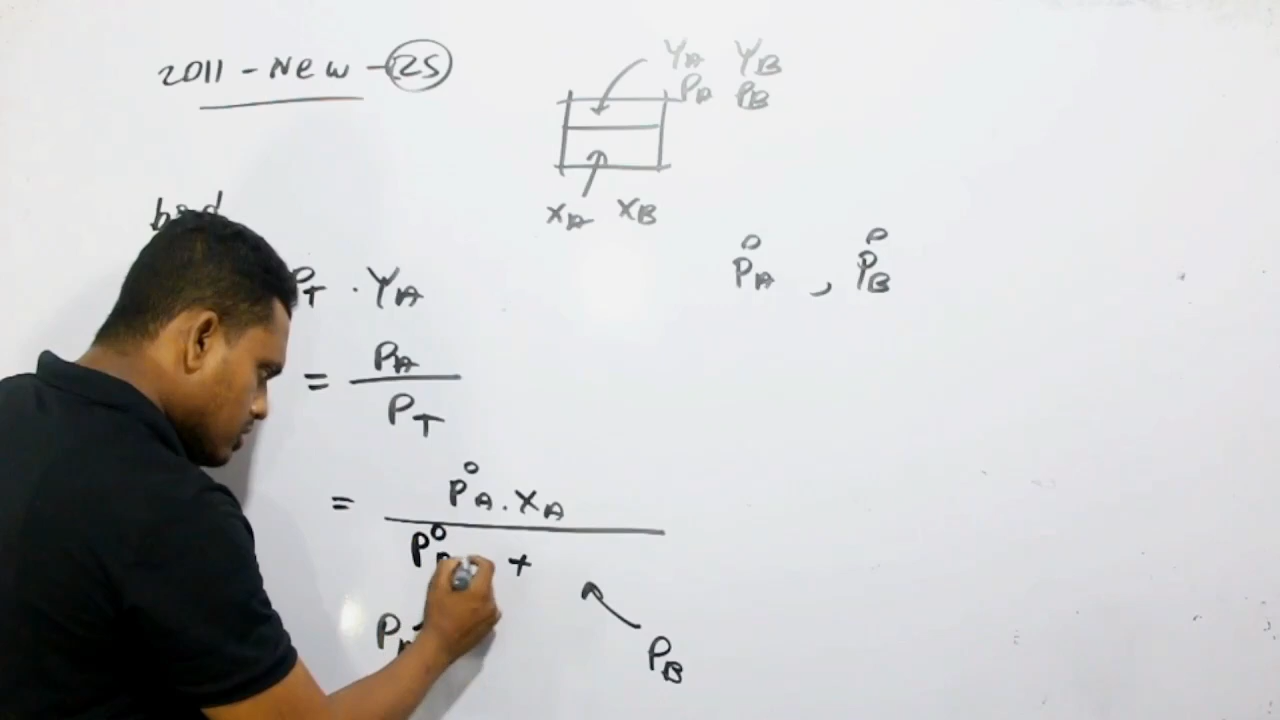 2011 - New - 25
YA YB
PA PB
XA XB
P°A , P°B
PT . YA
= PA / PT
= P°A . XA
P° +
PB